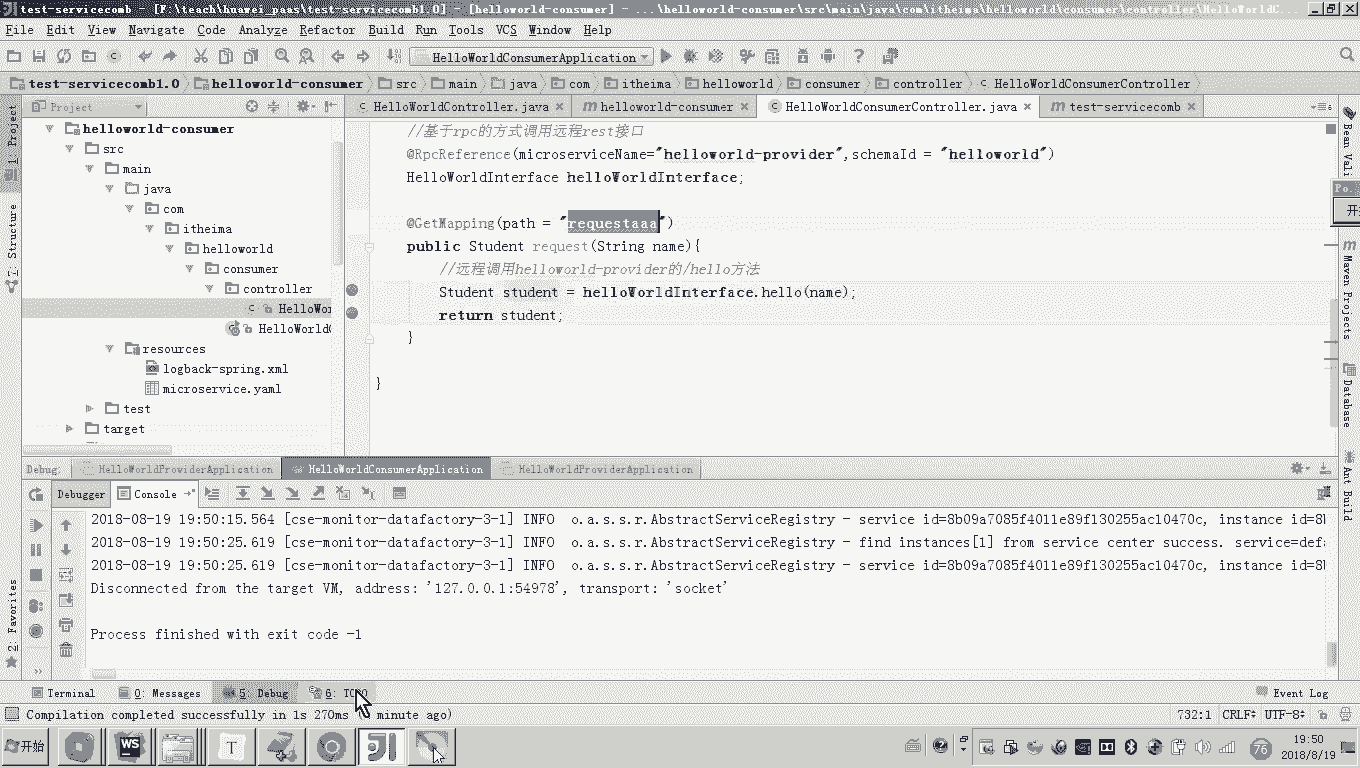 test-servicecomb - [F:\teach\huawei_paas\test-servicecomb1.0] - [helloworld-consumer] - ...\helloworld-consumer\src\main\java\com\itheima\helloworld\consumer\controller\HelloWorldC...
File Edit View Navigate Code Analyze Refactor Build Run Tools VCS Window Help
HelloWorldConsumerApplication
test-servicecomb1.0 helloworld-consumer src main java com itheima helloworld consumer controller HelloWorldConsumerController
Project
HelloWorldController.java
helloworld-consumer
HelloWorldConsumerController.java
test-servicecomb
1: Project
7: Structure
2: Favorites
helloworld-consumer
src
main
java
com
itheima
helloworld
consumer
controller
HelloWor
HelloWorldC
resources
logback-spring.xml
microservice.yaml
test
target
//基于rpc的方式调用远程rest接口
@RpcReference(microserviceName="helloworld-provider",schemaId = "helloworld")
HelloWorldInterface helloWorldInterface;
@GetMapping(path = "requestaaa")
public Student request(String name){
//远程调用helloworld-provider的/hello方法
Student student = helloWorldInterface.hello(name);
return student;
}
}
Bean Vali
Po.
开
Maven Projects
Database
Ant Build
Debug: HelloWorldProviderApplication HelloWorldConsumerApplication HelloWorldProviderApplication
Debugger Console
2018-08-19 19:50:15.564 [cse-monitor-datafactory-3-1] INFO o.a.s.s.r.AbstractServiceRegistry - service id=8b09a7085f4011e89f130255ac10470c, instance id=8
2018-08-19 19:50:25.619 [cse-monitor-datafactory-3-1] INFO o.a.s.s.r.AbstractServiceRegistry - find instances[1] from service center success. service=defa
2018-08-19 19:50:25.619 [cse-monitor-datafactory-3-1] INFO o.a.s.s.r.AbstractServiceRegistry - service id=8b09a7085f4011e89f130255ac10470c, instance id=8
Disconnected from the target VM, address: '127.0.0.1:54978', transport: 'socket'
Process finished with exit code -1
Terminal 0: Messages 5: Debug 6: TODO Event Log
Compilation completed successfully in 1s 270ms ( minute ago) 732:1 CRLF UTF-8
开始 WS T 76 19:50
2018/8/19